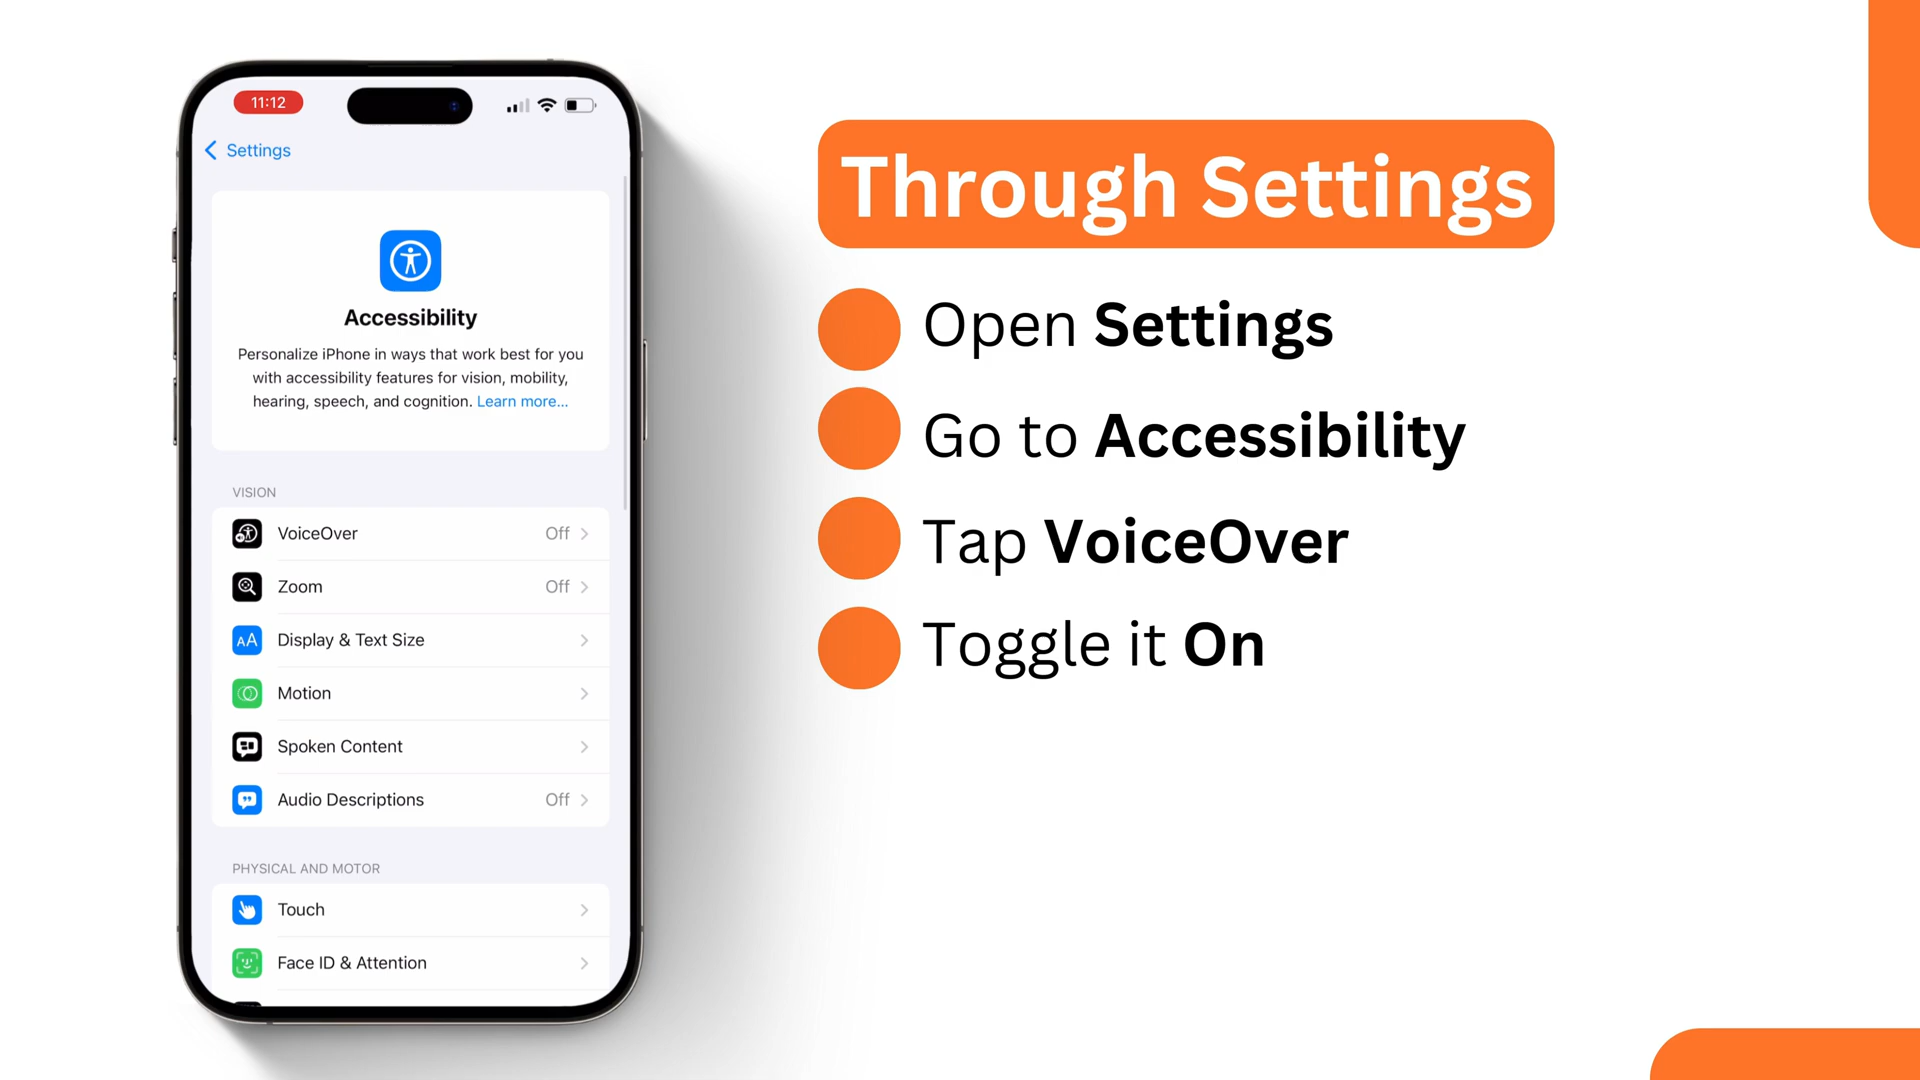 11:12
Settings
Accessibility
Personalize iPhone in ways that work best for you
with accessibility features for vision, mobility,
hearing, speech, and cognition. Learn more...
VISION
VoiceOver Off
Zoom Off
AA Display & Text Size
Motion
Spoken Content
Audio Descriptions Off
PHYSICAL AND MOTOR
Touch
Face ID & Attention
Through Settings
Open Settings
Go to Accessibility
Tap VoiceOver
Toggle it On